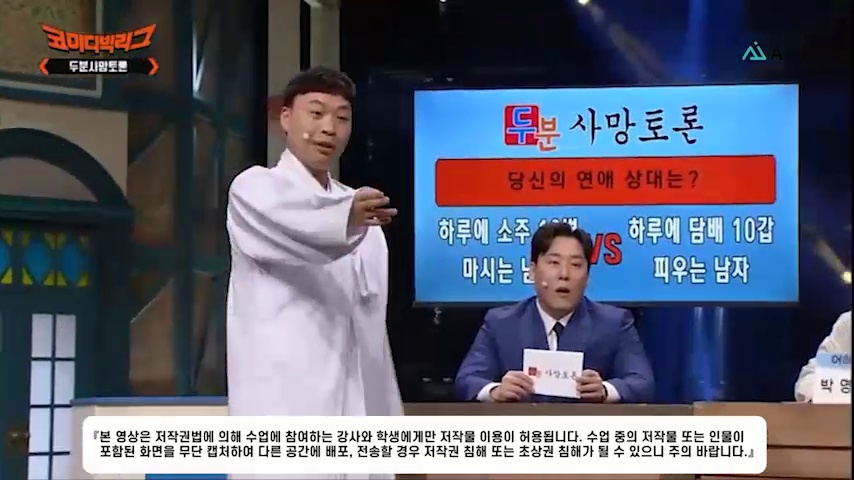 코미디빅리그
두분사망토론
A
두분 사망토론
당신의 연애 상대는?
하루에 소주
마시는
VS
하루에 담배 10갑
피우는 남자
두분 사망토론
박명
『본 영상은 저작권법에 의해 수업에 참여하는 강사와 학생에게만 저작물 이용이 허용됩니다. 수업 중의 저작물 또는 인물이
포함된 화면을 무단 캡처하여 다른 공간에 배포, 전송할 경우 저작권 침해 또는 초상권 침해가 될 수 있으니 주의 바랍니다.』